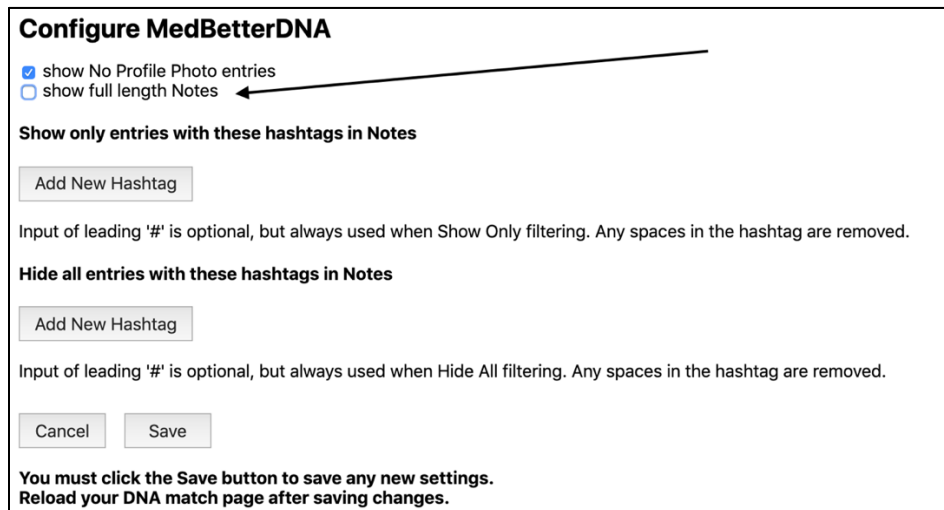 Configure MedBetterDNA
show No Profile Photo entries
show full length Notes
Show only entries with these hashtags in Notes
Add New Hashtag
Input of leading '#' is optional, but always used when Show Only filtering. Any spaces in the hashtag are removed.
Hide all entries with these hashtags in Notes
Add New Hashtag
Input of leading '#' is optional, but always used when Hide All filtering. Any spaces in the hashtag are removed.
Cancel Save
You must click the Save button to save any new settings.
Reload your DNA match page after saving changes.